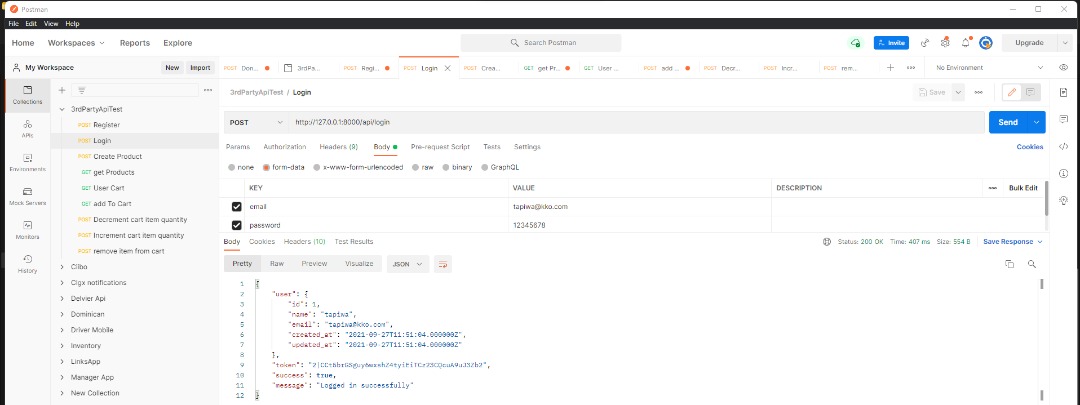 Postman
File Edit View Help
Home Workspaces Reports Explore Search Postman Invite Upgrade
My Workspace New Import POST Don... 3rdPa... POST Regi... POST Login POST Crea... GET get Pr... GET User ... POST add ... POST Decr... POST Incr... POST rem... No Environment
Collections
APIs
Environments
Mock Servers
Monitors
History
3rdPartyApiTest
POST Register
POST Login
POST Create Product
GET get Products
GET User Cart
GET add To Cart
POST Decrement cart item quantity
POST Increment cart item quantity
POST remove item from cart
Clibo
Clgx notifications
Delvier Api
Dominican
Driver Mobile
Inventory
LinksApp
Manager App
New Collection
3rdPartyApiTest / Login Save
POST http://127.0.0.1:8000/api/login Send
Params Authorization Headers (9) Body Pre-request Script Tests Settings Cookies
none form-data x-www-form-urlencoded raw binary GraphQL
KEY VALUE DESCRIPTION Bulk Edit
email tapiwa@kko.com
password 12345678
Body Cookies Headers (10) Test Results Status: 200 OK Time: 407 ms Size: 554 B Save Response
Pretty Raw Preview Visualize JSON
1 {
2 "user": {
3 "id": 1,
4 "name": "tapiwa",
5 "email": "tapiwa@kko.com",
6 "created_at": "2021-09-27T11:51:04.000000Z",
7 "updated_at": "2021-09-27T11:51:04.000000Z"
8 },
9 "token":
10 "success": true,
11 "message": "Logged in successfully"
12 }